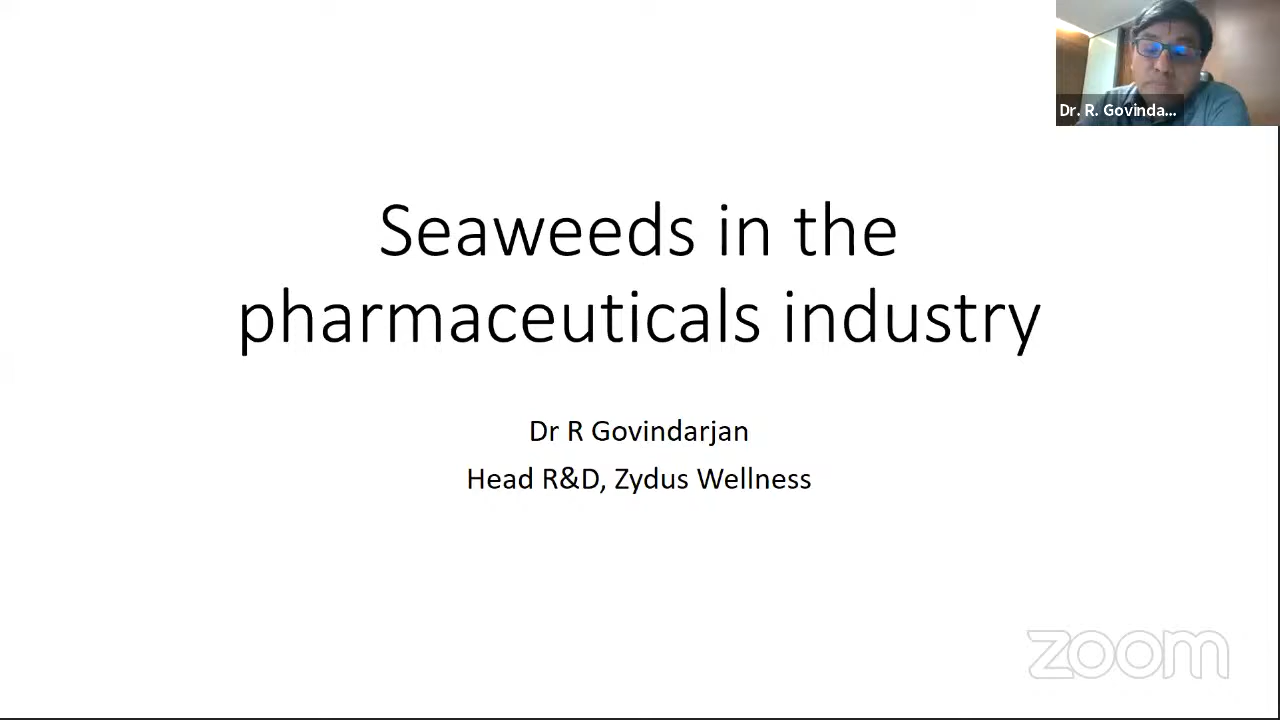 Dr. R. Govinda...
Seaweeds in the
pharmaceuticals industry
Dr R Govindarjan
Head R&D, Zydus Wellness
zoom